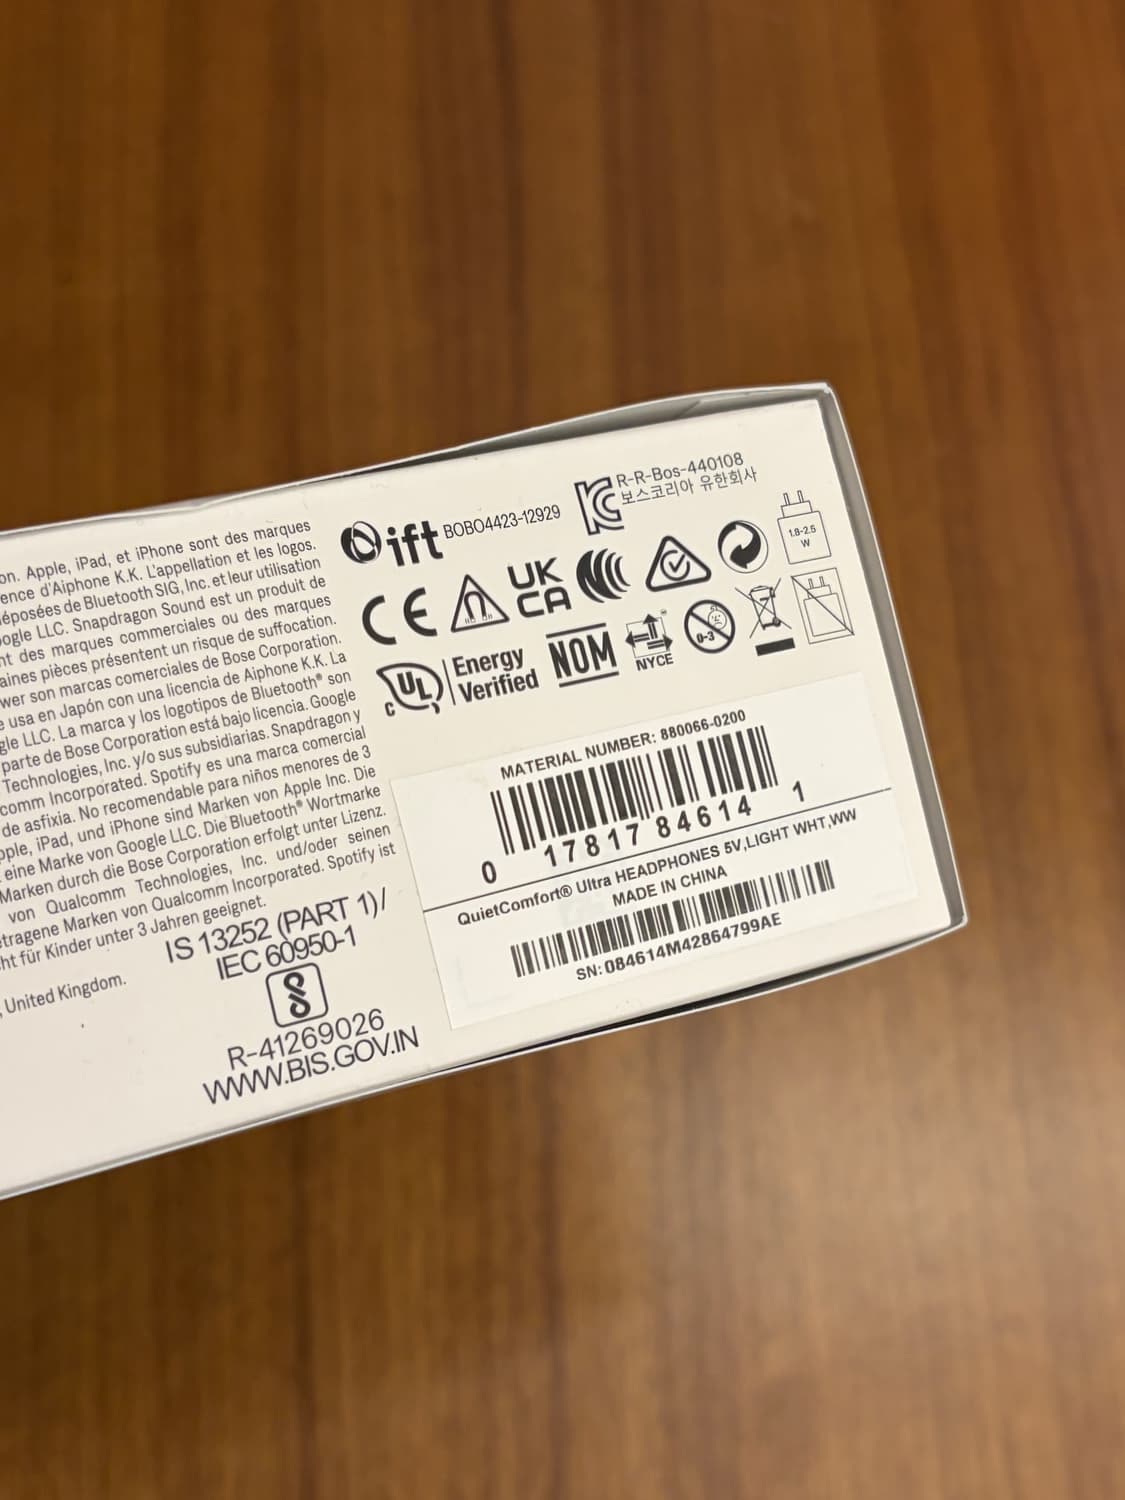 on. Apple, iPad, et iPhone sont des marques
ence d'Aiphone K.K. L'appellation et les logos.
déposées de Bluetooth SIG, Inc. et leur utilisation
oogle LLC. Snapdragon Sound est un produit de
nt des marques commerciales ou des marques
aines pièces présentent un risque de suffocation.
wer son marcas comerciales de Bose Corporation.
e usa en Japón con una licencia de Aiphone K.K. La
gle LLC. La marca y los logotipos de Bluetooth® son
parte de Bose Corporation está bajo licencia. Google
Technologies, Inc. y/o sus subsidiarias. Snapdragon y
comm Incorporated. Spotify es una marca comercial
de asfixia. No recomendable para niños menores de 3
pple, iPad, und iPhone sind Marken von Apple Inc. Die
eine Marke von Google LLC. Die Bluetooth® Wortmarke
Marken durch die Bose Corporation erfolgt unter Lizenz.
von Qualcomm Technologies, Inc. und/oder seinen
etragene Marken von Qualcomm Incorporated. Spotify ist
ht für Kinder unter 3 Jahren geeignet.
, United Kingdom.
IS 13252 (PART 1)/
IEC 60950-1
R-41269026
WWW.BIS.GOV.IN
ift BOBO4423-12929
R-R-Bos-440108
보스코리아 유한회사
1.8-2.5
W
CE
UK
CA
UL
C
Energy
Verified
NOM
NYCE
0-3
MATERIAL NUMBER: 880066-0200
0 17817 84614 1
QuietComfort® Ultra HEADPHONES 5V,LIGHT WHT,WW
MADE IN CHINA
SN: 084614M42864799AE